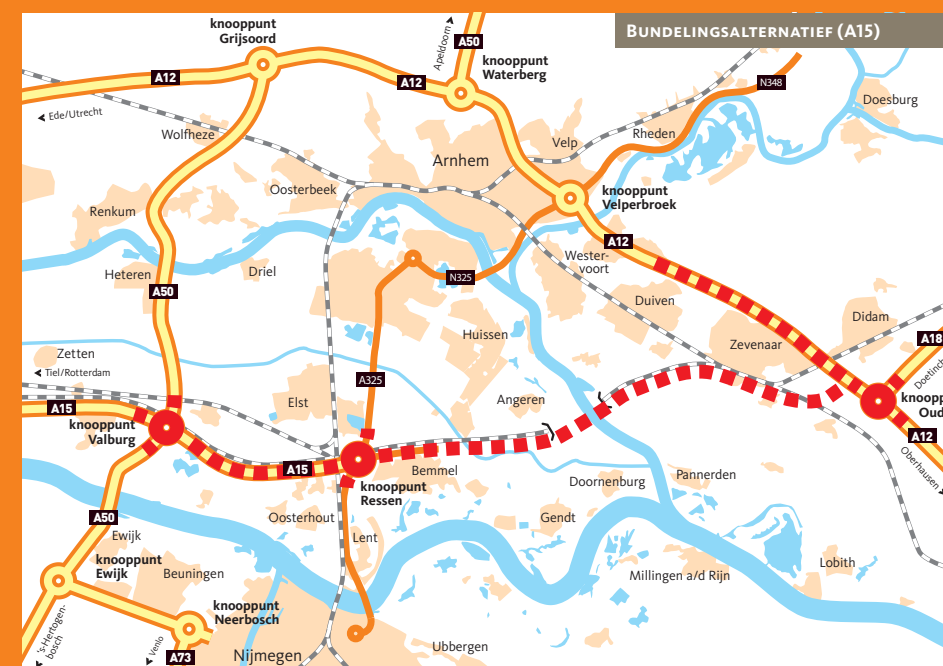 BUNDELINGSALTERNATIEF (A15)
knooppunt
Grijsoord
Apeldoorn
A50
knooppunt
Waterberg
A12
A12
N348
Ede/Utrecht
Doesburg
Wolfheze
Velp
Rheden
Arnhem
Oosterbeek
knooppunt
Velperbroek
Renkum
A12
Wester-
voort
Heteren
Driel
N325
A50
Duiven
Didam
Huissen
Zevenaar
A18
Zetten
Tiel/Rotterdam
A325
Elst
Angeren
A15
knooppunt
Valburg
A12
A15
Bemmel
knooppunt
Ressen
Oberhausen
Doornenburg
Pannerden
A50
Oosterhout
Gendt
Ewijk
Lent
knooppunt
Ewijk
Beuningen
Millingen a/d Rijn
Lobith
knooppunt
Neerbosch
's-Hertogen-
bosch
Venlo
A73
Nijmegen
Ubbergen